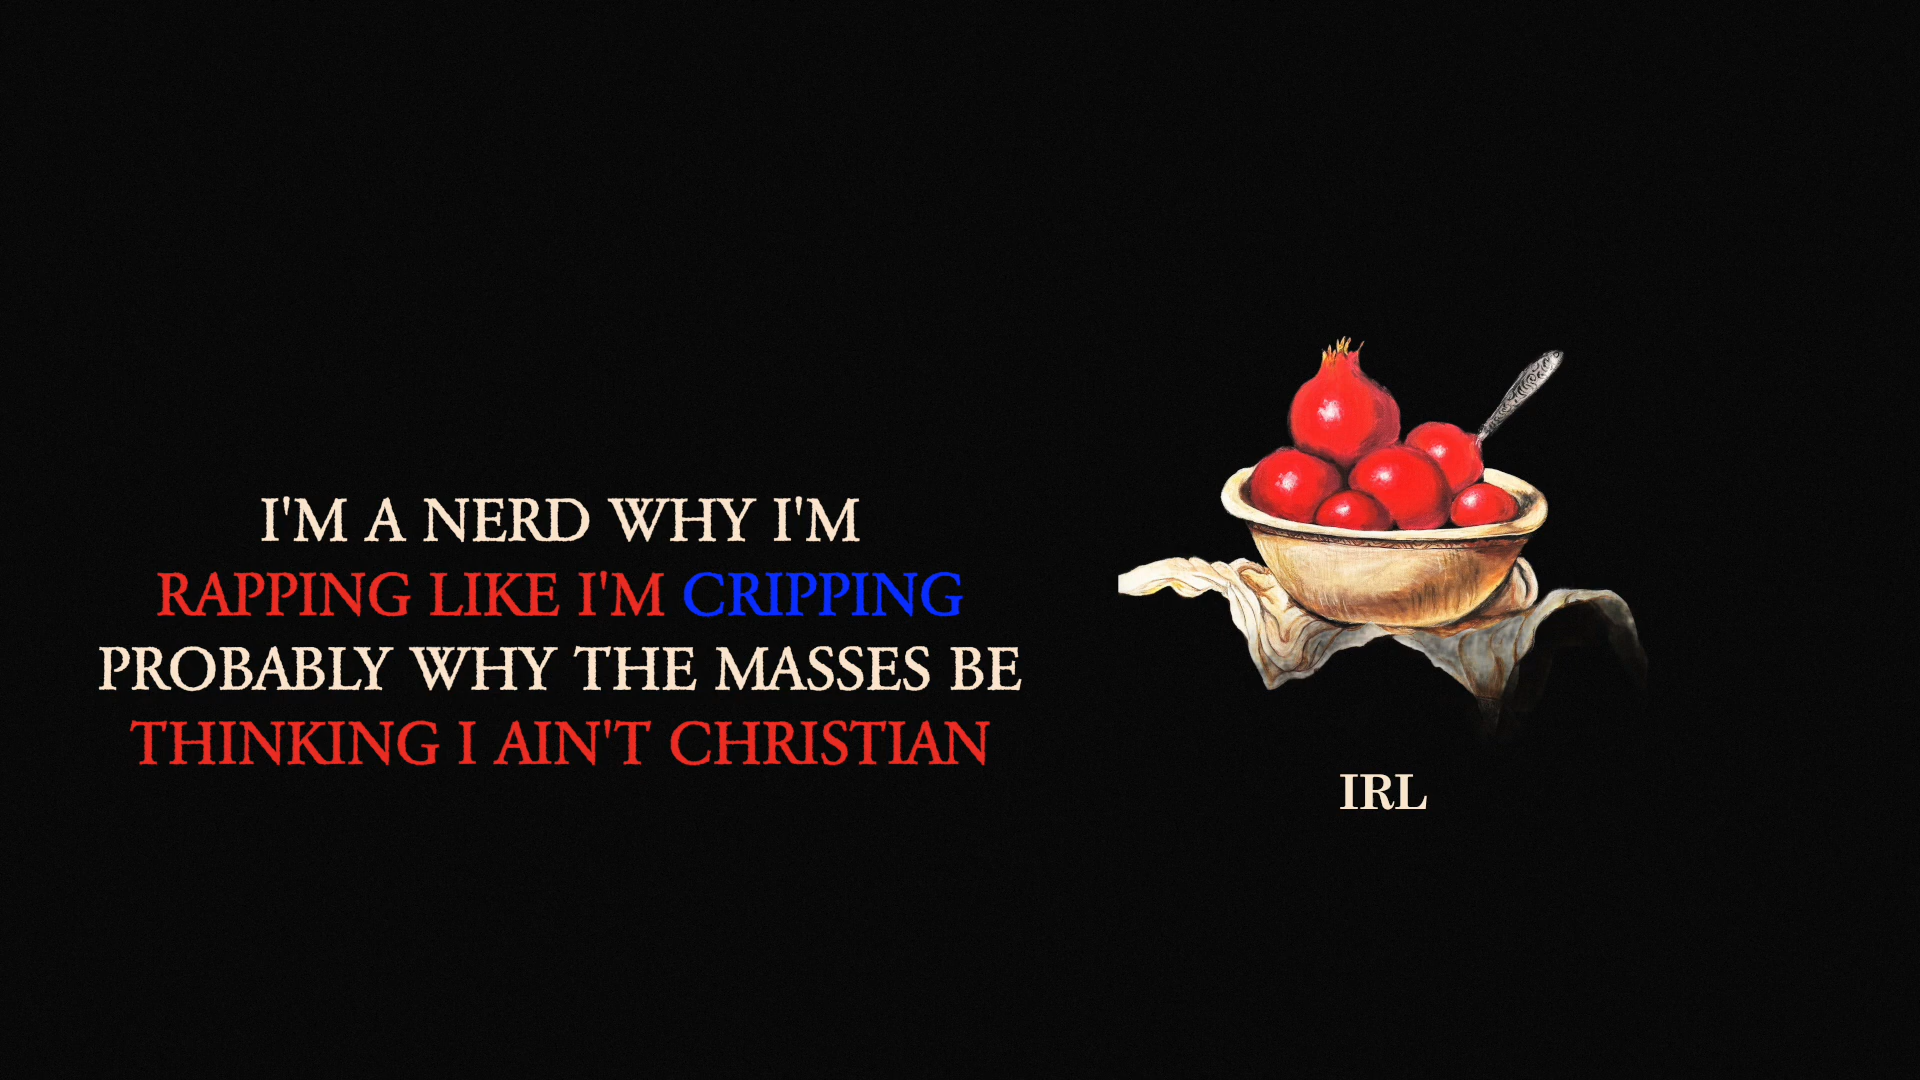 I'M A NERD WHY I'M
RAPPING LIKE I'M CRIPPING
PROBABLY WHY THE MASSES BE
THINKING I AIN'T CHRISTIAN
IRL